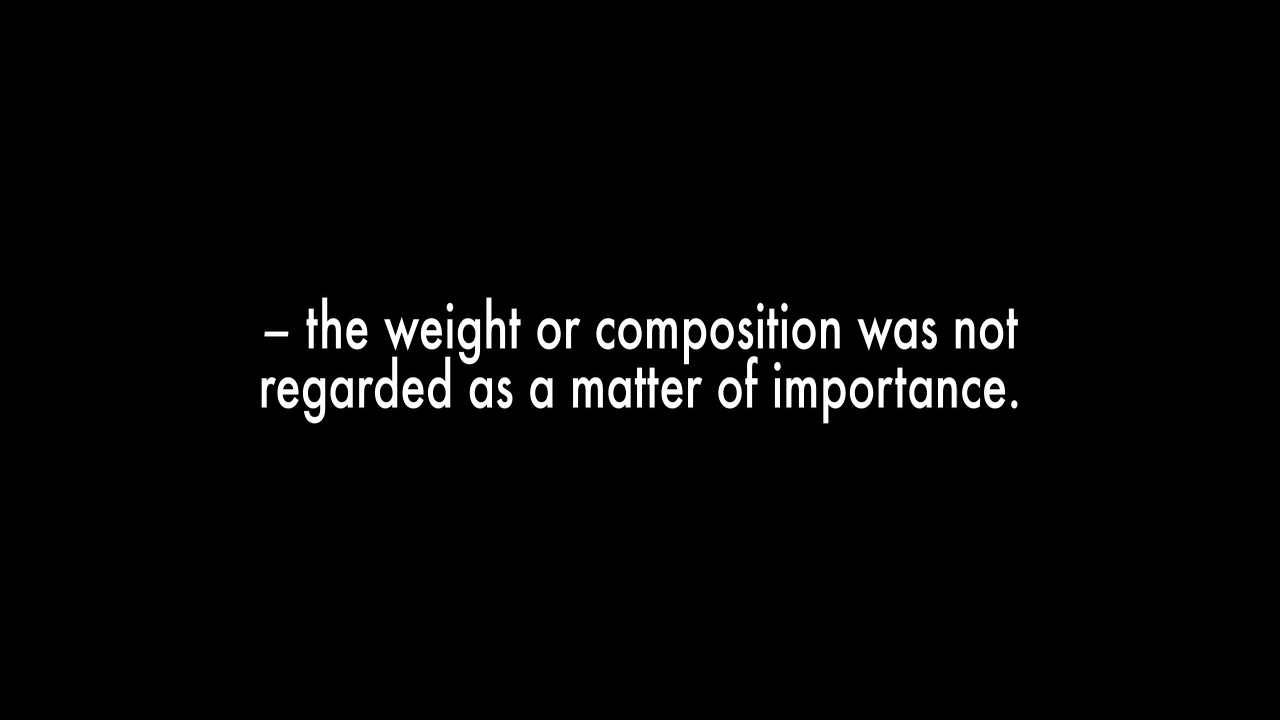 – the weight or composition was not
regarded as a matter of importance.